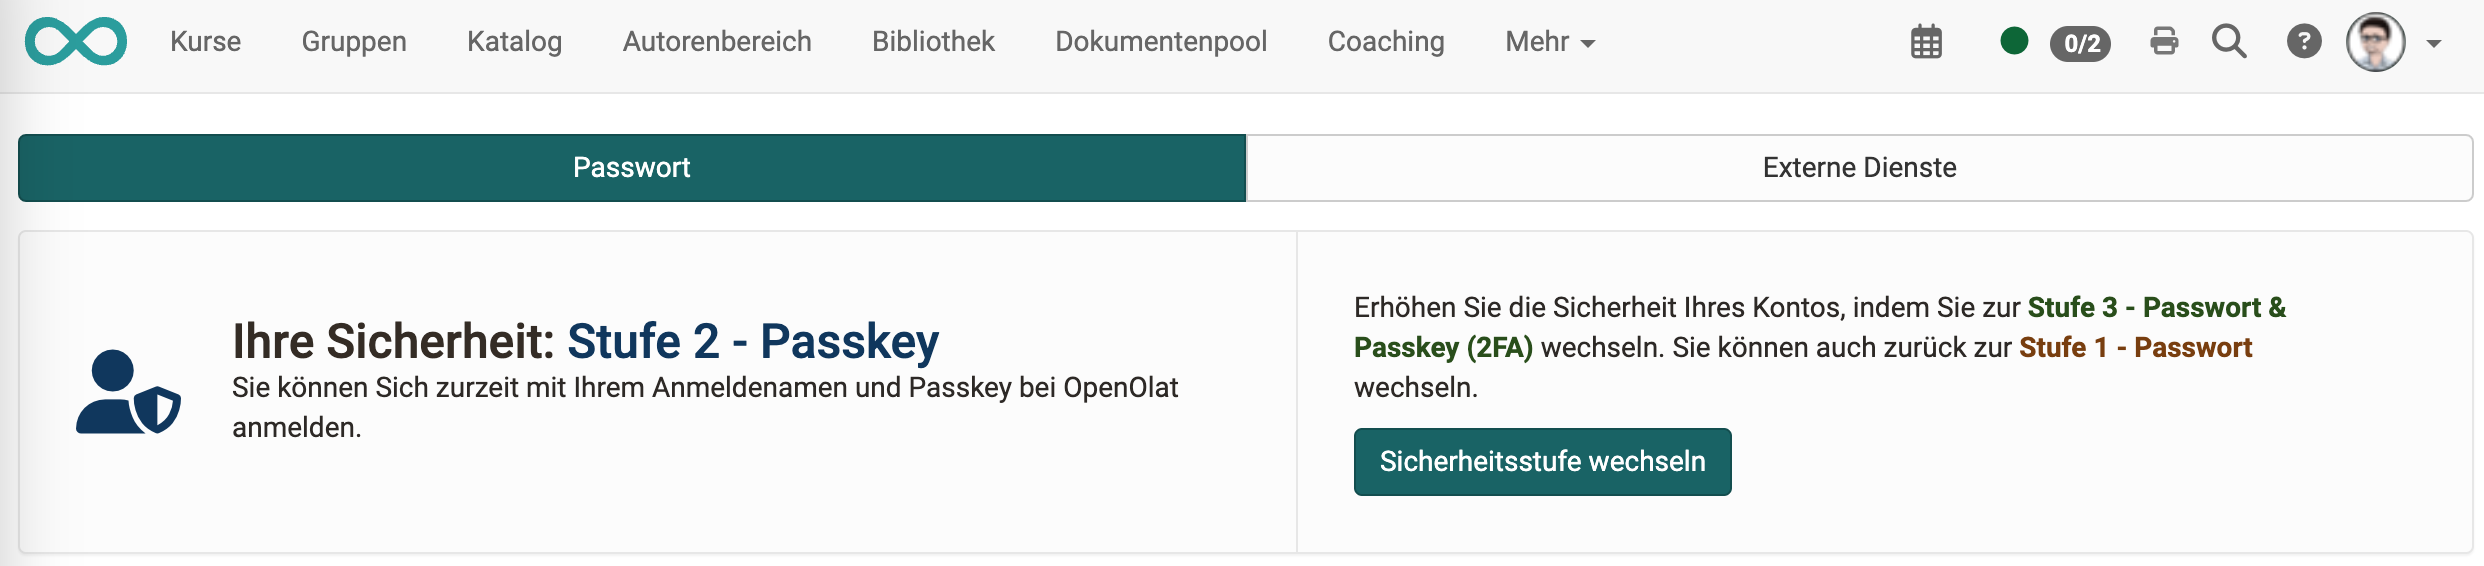 Kurse Gruppen Katalog Autorenbereich Bibliothek Dokumentenpool Coaching Mehr 0/2 ?
Passwort Externe Dienste
Ihre Sicherheit: Stufe 2 - Passkey
Sie können Sich zurzeit mit Ihrem Anmeldenamen und Passkey bei OpenOlat
anmelden.
Erhöhen Sie die Sicherheit Ihres Kontos, indem Sie zur Stufe 3 - Passwort &
Passkey (2FA) wechseln. Sie können auch zurück zur Stufe 1 - Passwort
wechseln.
Sicherheitsstufe wechseln